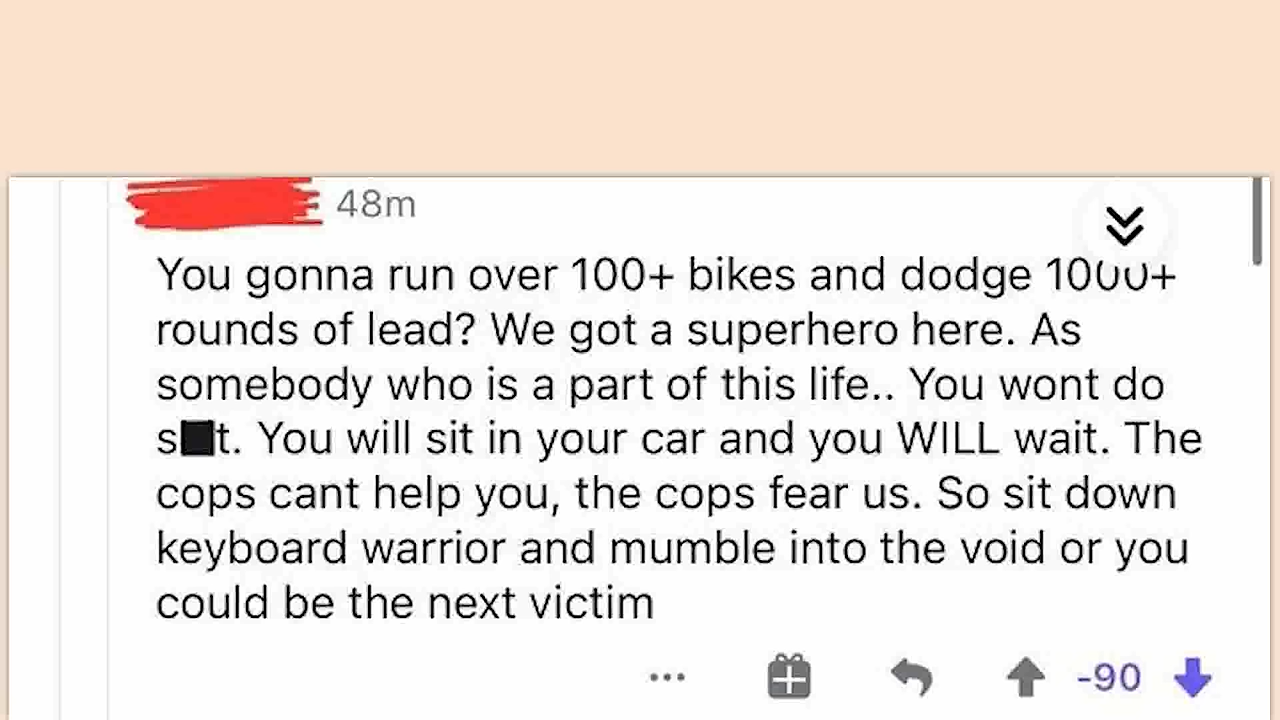 48m
You gonna run over 100+ bikes and dodge 1000+
rounds of lead? We got a superhero here. As
somebody who is a part of this life.. You wont do
s■t. You will sit in your car and you WILL wait. The
cops cant help you, the cops fear us. So sit down
keyboard warrior and mumble into the void or you
could be the next victim
-90